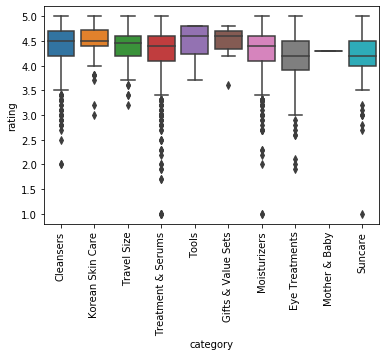 5.0
4.5
4.0
3.5
3.0
2.5
2.0
1.5
1.0
rating
Cleansers
Korean Skin Care
Travel Size
Treatment & Serums
Tools
Gifts & Value Sets
Moisturizers
Eye Treatments
Mother & Baby
Suncare
category